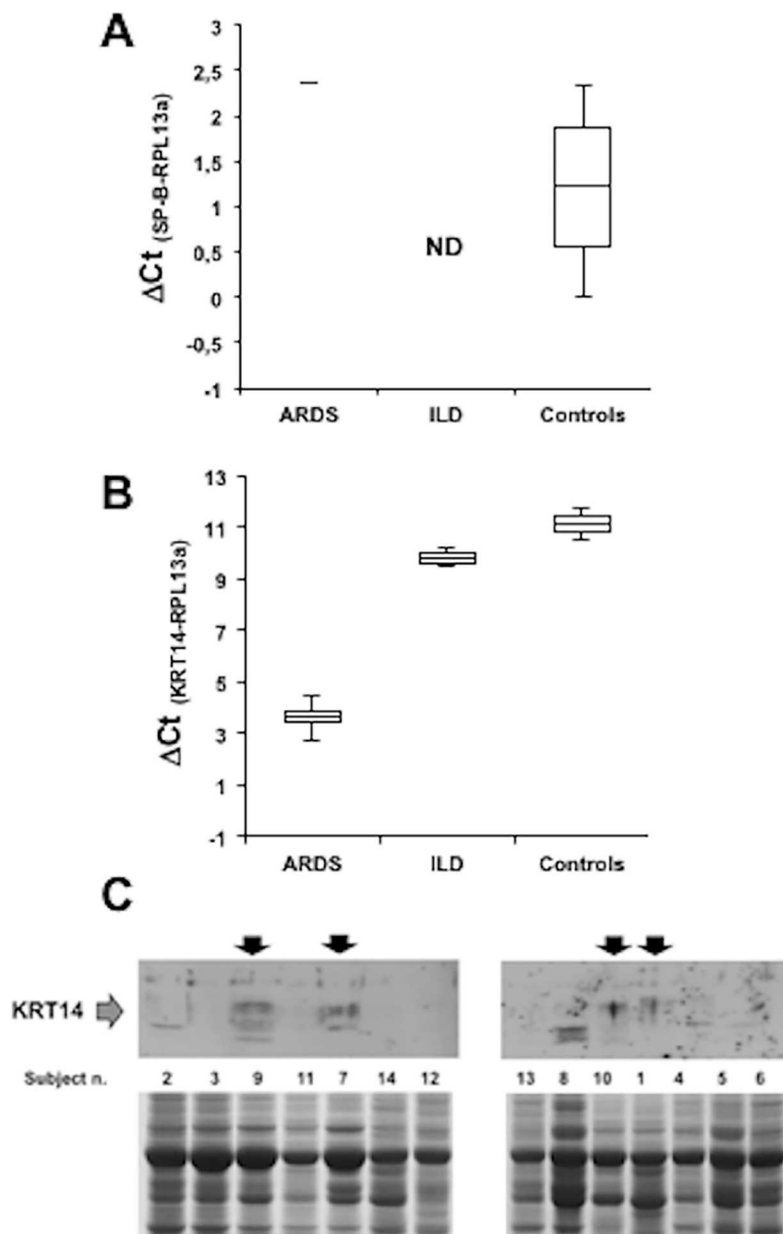 A
ΔCt (SP-B-RPL13a)
3
2,5
2
1,5
1
0,5
0
-0,5
-1
ND
ARDS ILD Controls
B
ΔCt (KRT14-RPL13a)
13
11
9
7
5
3
1
-1
ARDS ILD Controls
C
KRT14
Subject n. 2 3 9 11 7 14 12 13 8 10 1 4 5 6